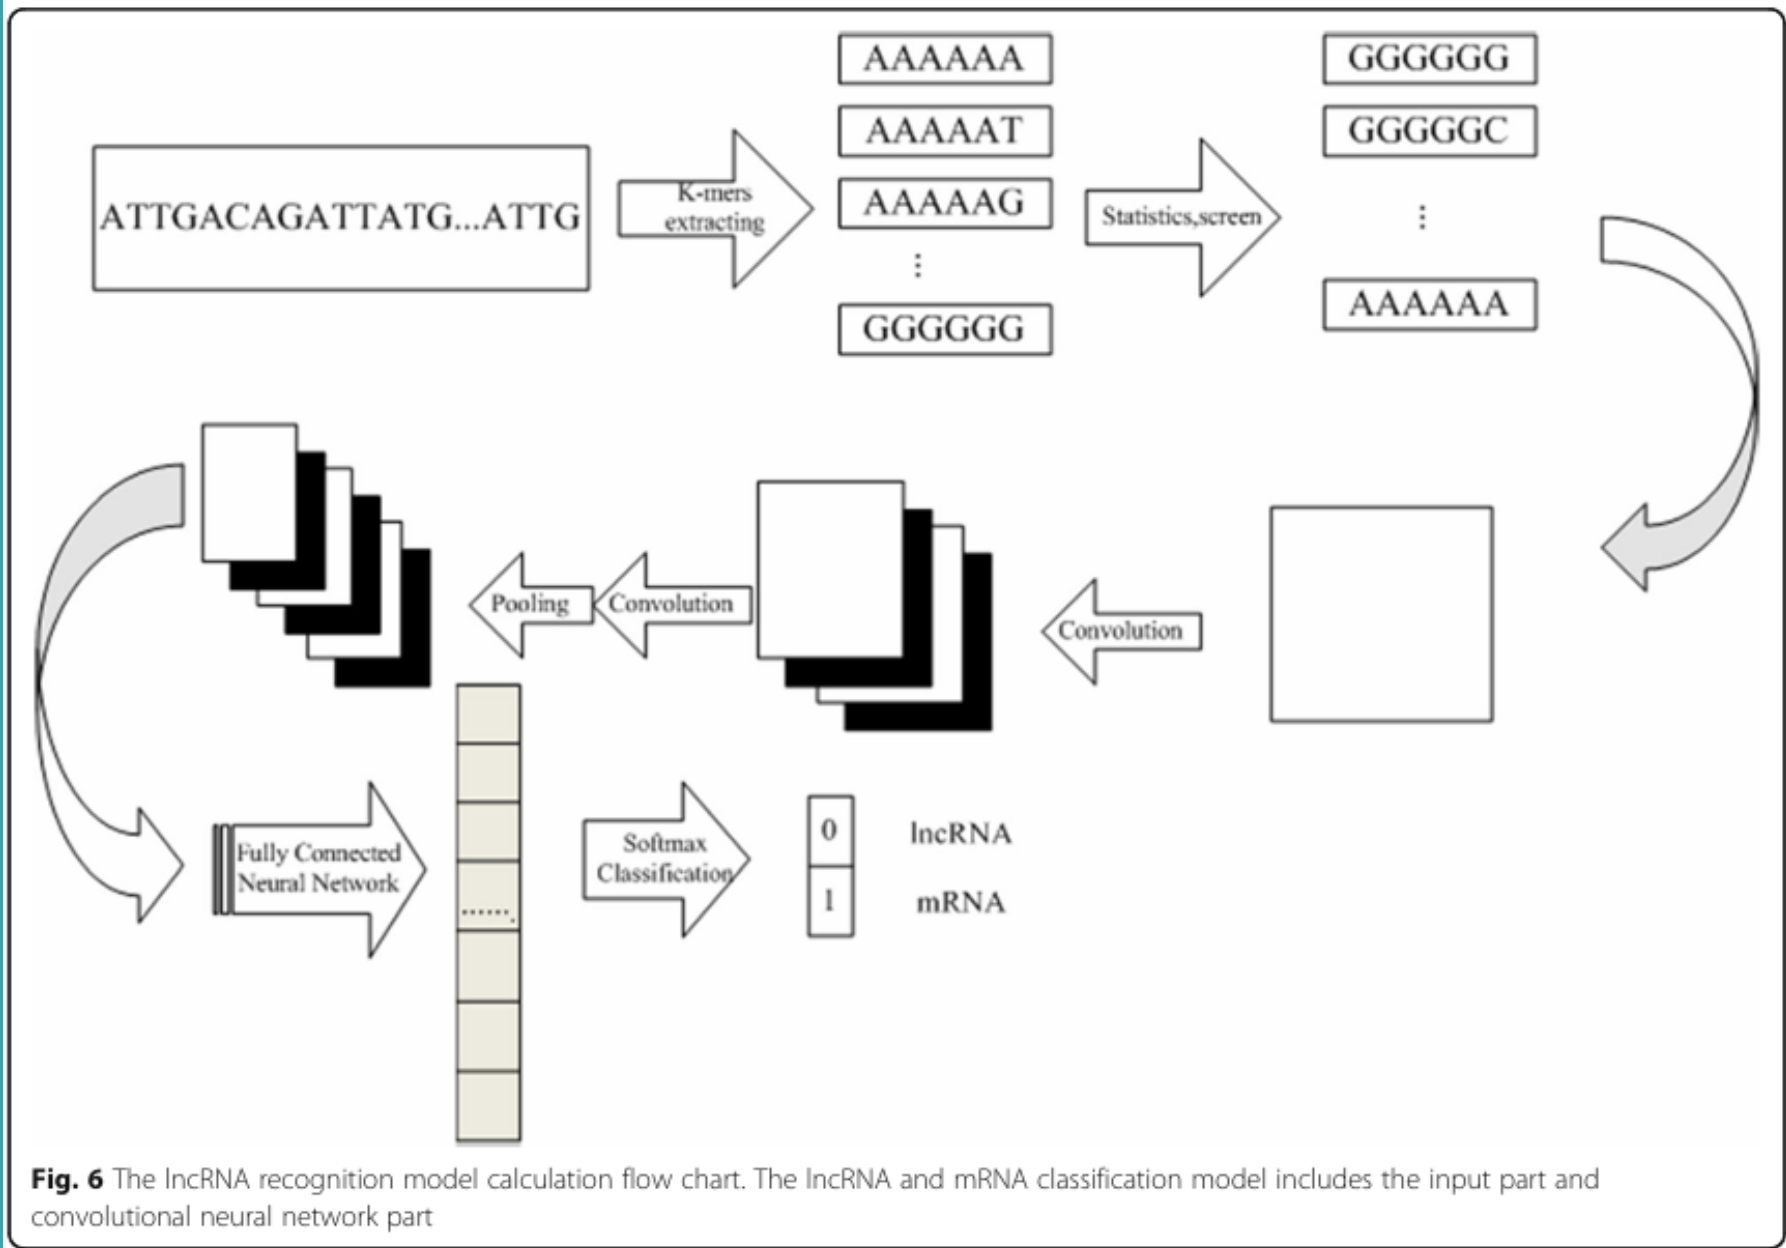 ATTGACAGATTATG...ATTG
K-mers
extracting
AAAAAA
AAAAAT
AAAAAG
⋮
GGGGGG
Statistics,screen
GGGGGG
GGGGGC
⋮
AAAAAA
Convolution
Convolution
Pooling
Fully Connected
Neural Network
.......
Softmax
Classification
0 lncRNA
1 mRNA
Fig. 6 The lncRNA recognition model calculation flow chart. The lncRNA and mRNA classification model includes the input part and
convolutional neural network part